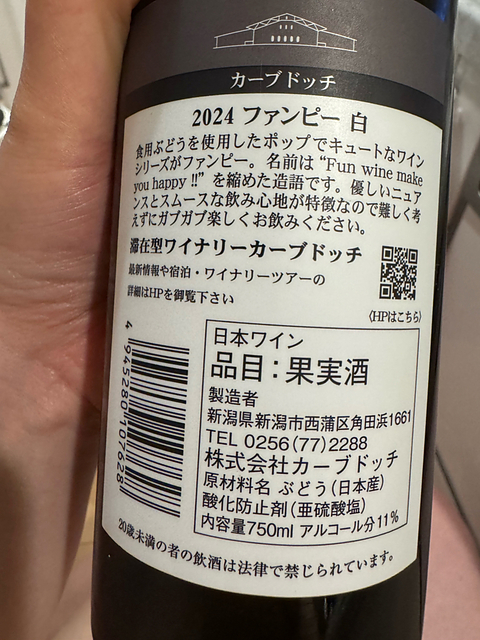 カーブドッチ
2024 ファンピー 白
食用ぶどうを使用したポップでキュートなワイン
シリーズがファンピー。名前は“Fun wine make
you happy !!”を縮めた造語です。優しいニュア
ンスとスムースな飲み心地が特徴なので難しく考
えずにガブガブ楽しくお飲みください。
滞在型ワイナリーカーブドッチ
最新情報や宿泊・ワイナリーツアーの
詳細はHPを御覧下さい
〈HPはこちら〉
日本ワイン
品目：果実酒
製造者
新潟県新潟市西蒲区角田浜1661
TEL 0256(77)2288
株式会社カーブドッチ
原材料名 ぶどう(日本産)
酸化防止剤(亜硫酸塩)
内容量750ml アルコール分11%
4945280107628
20歳未満の者の飲酒は法律で禁じられています。